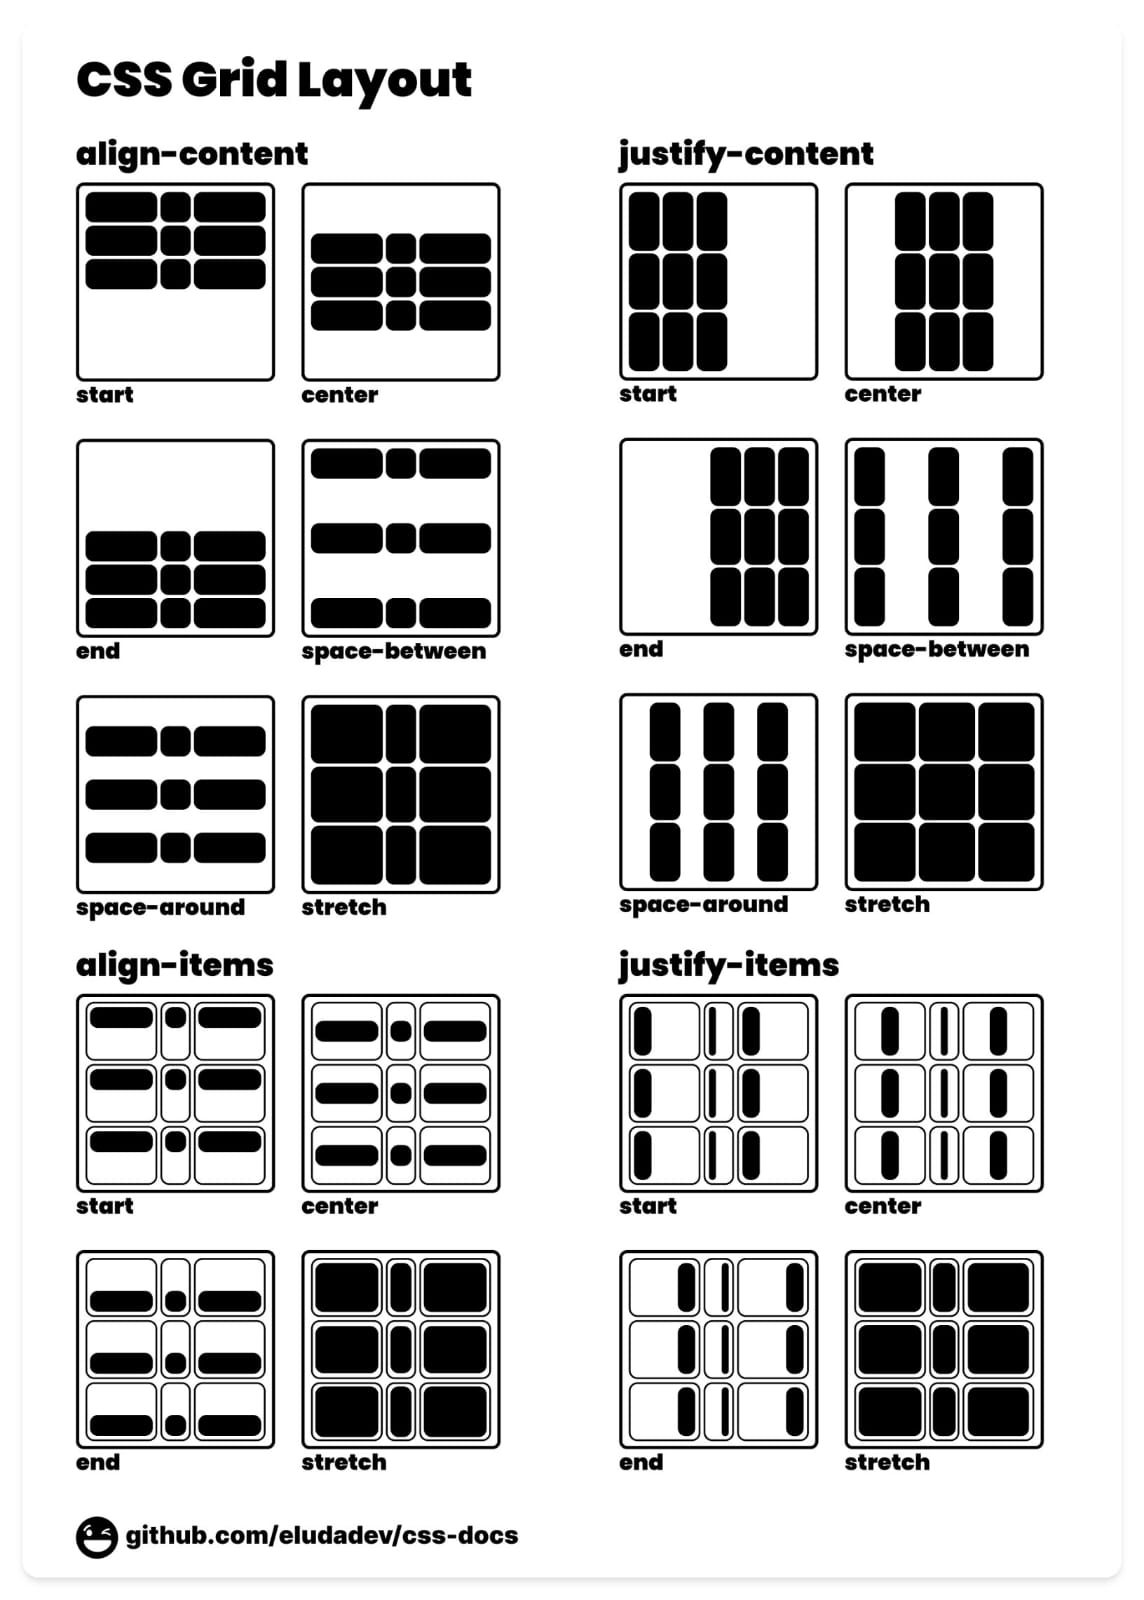 CSS Grid Layout
align-content
start
center
end
space-between
space-around
stretch
justify-content
start
center
end
space-between
space-around
stretch
align-items
start
center
end
stretch
justify-items
start
center
end
stretch
github.com/eludadev/css-docs